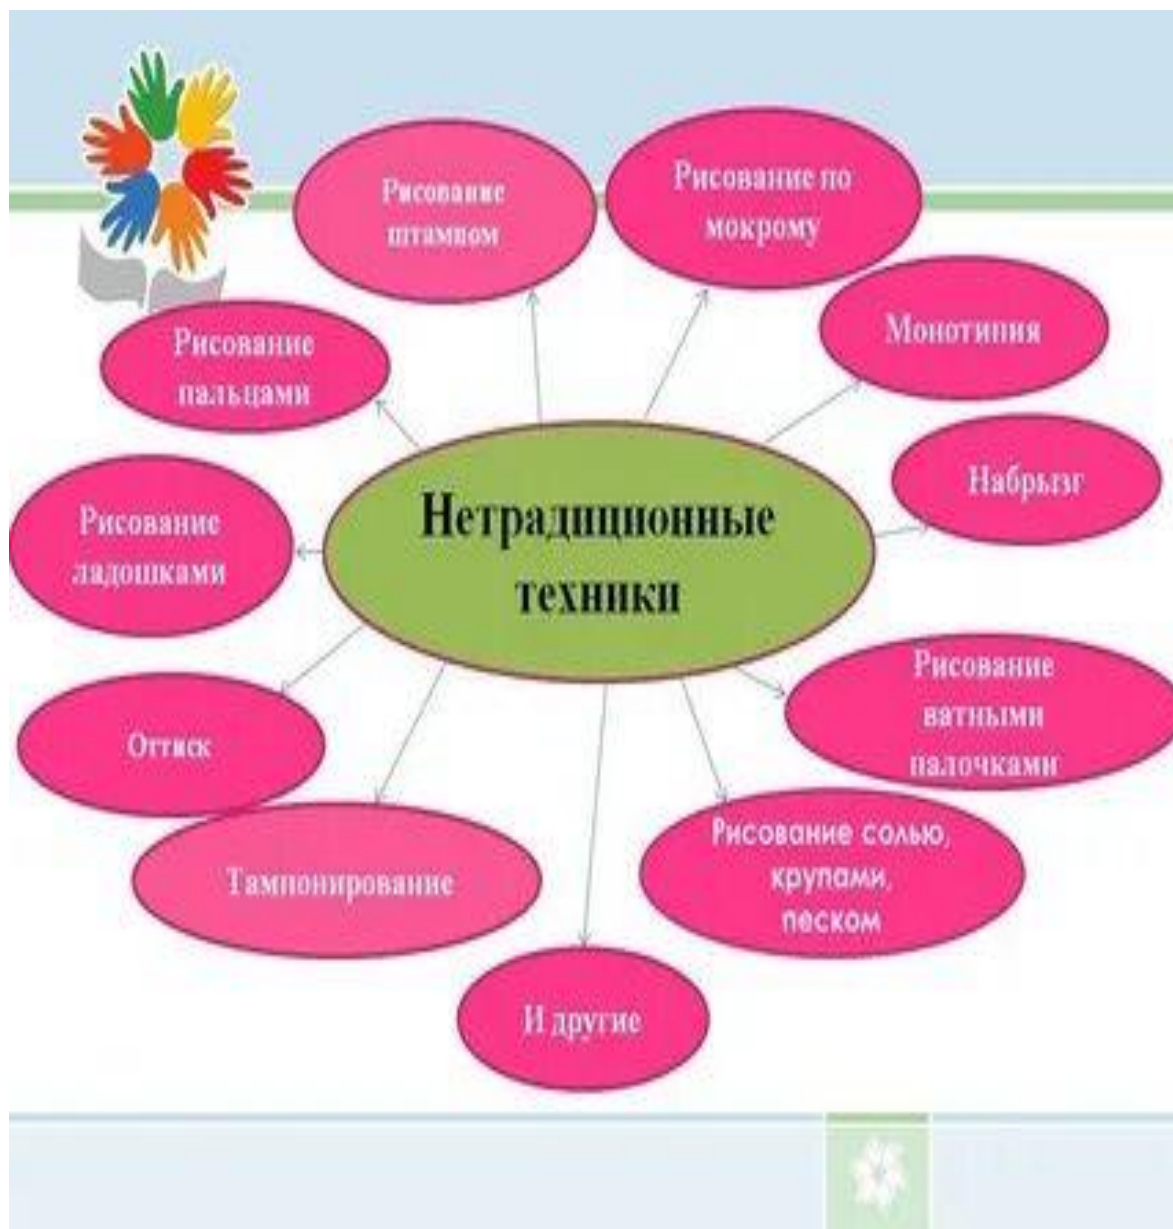 Рисование
штампом
Рисование по
мокрому
Монотипия
Рисование
пальцами
Набрызг
Нетрадиционные
техники
Рисование
ладошками
Рисование
ватными
палочками
Оттиск
Рисование солью,
крупами,
песком
Тампонирование
И другие